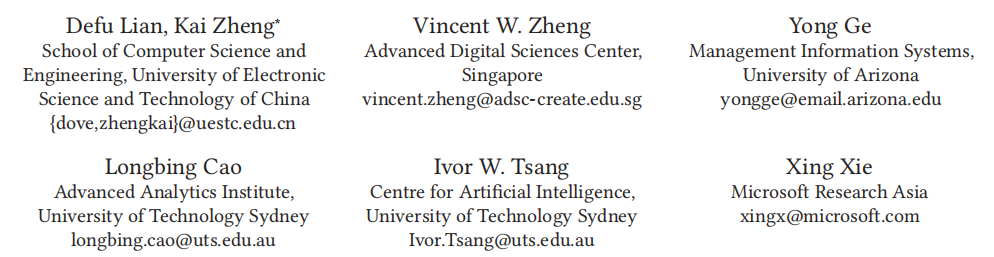 Defu Lian, Kai Zheng*
School of Computer Science and
Engineering, University of Electronic
Science and Technology of China
{dove,zhengkai}@uestc.edu.cn
Vincent W. Zheng
Advanced Digital Sciences Center,
Singapore
vincent.zheng@adsc-create.edu.sg
Yong Ge
Management Information Systems,
University of Arizona
yongge@email.arizona.edu
Longbing Cao
Advanced Analytics Institute,
University of Technology Sydney
longbing.cao@uts.edu.au
Ivor W. Tsang
Centre for Artificial Intelligence,
University of Technology Sydney
Ivor.Tsang@uts.edu.au
Xing Xie
Microsoft Research Asia
xingx@microsoft.com